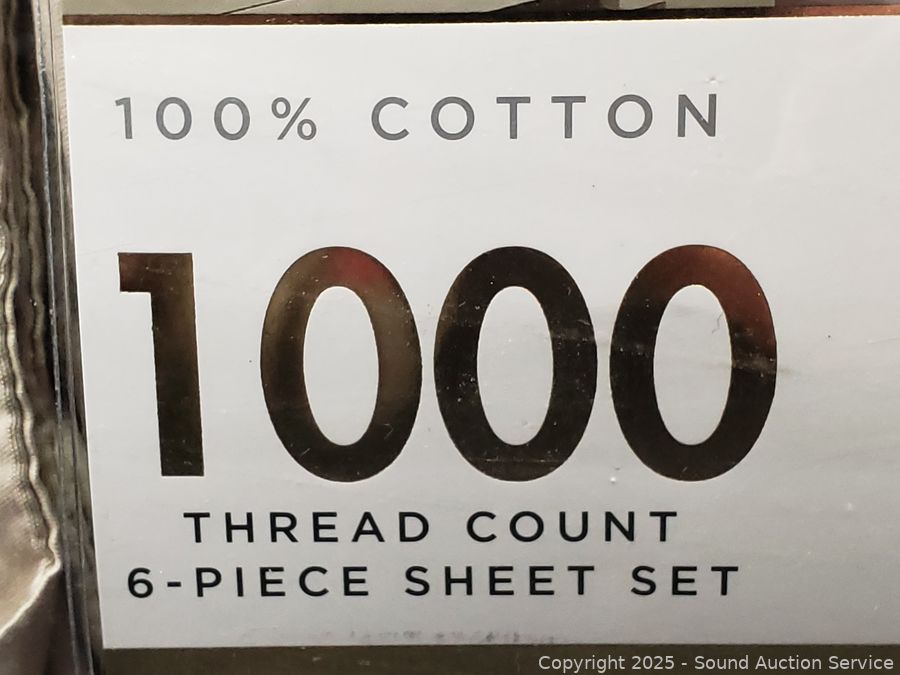 100% COTTON
1000
THREAD COUNT
6-PIECE SHEET SET
Copyright 2025 - Sound Auction Service